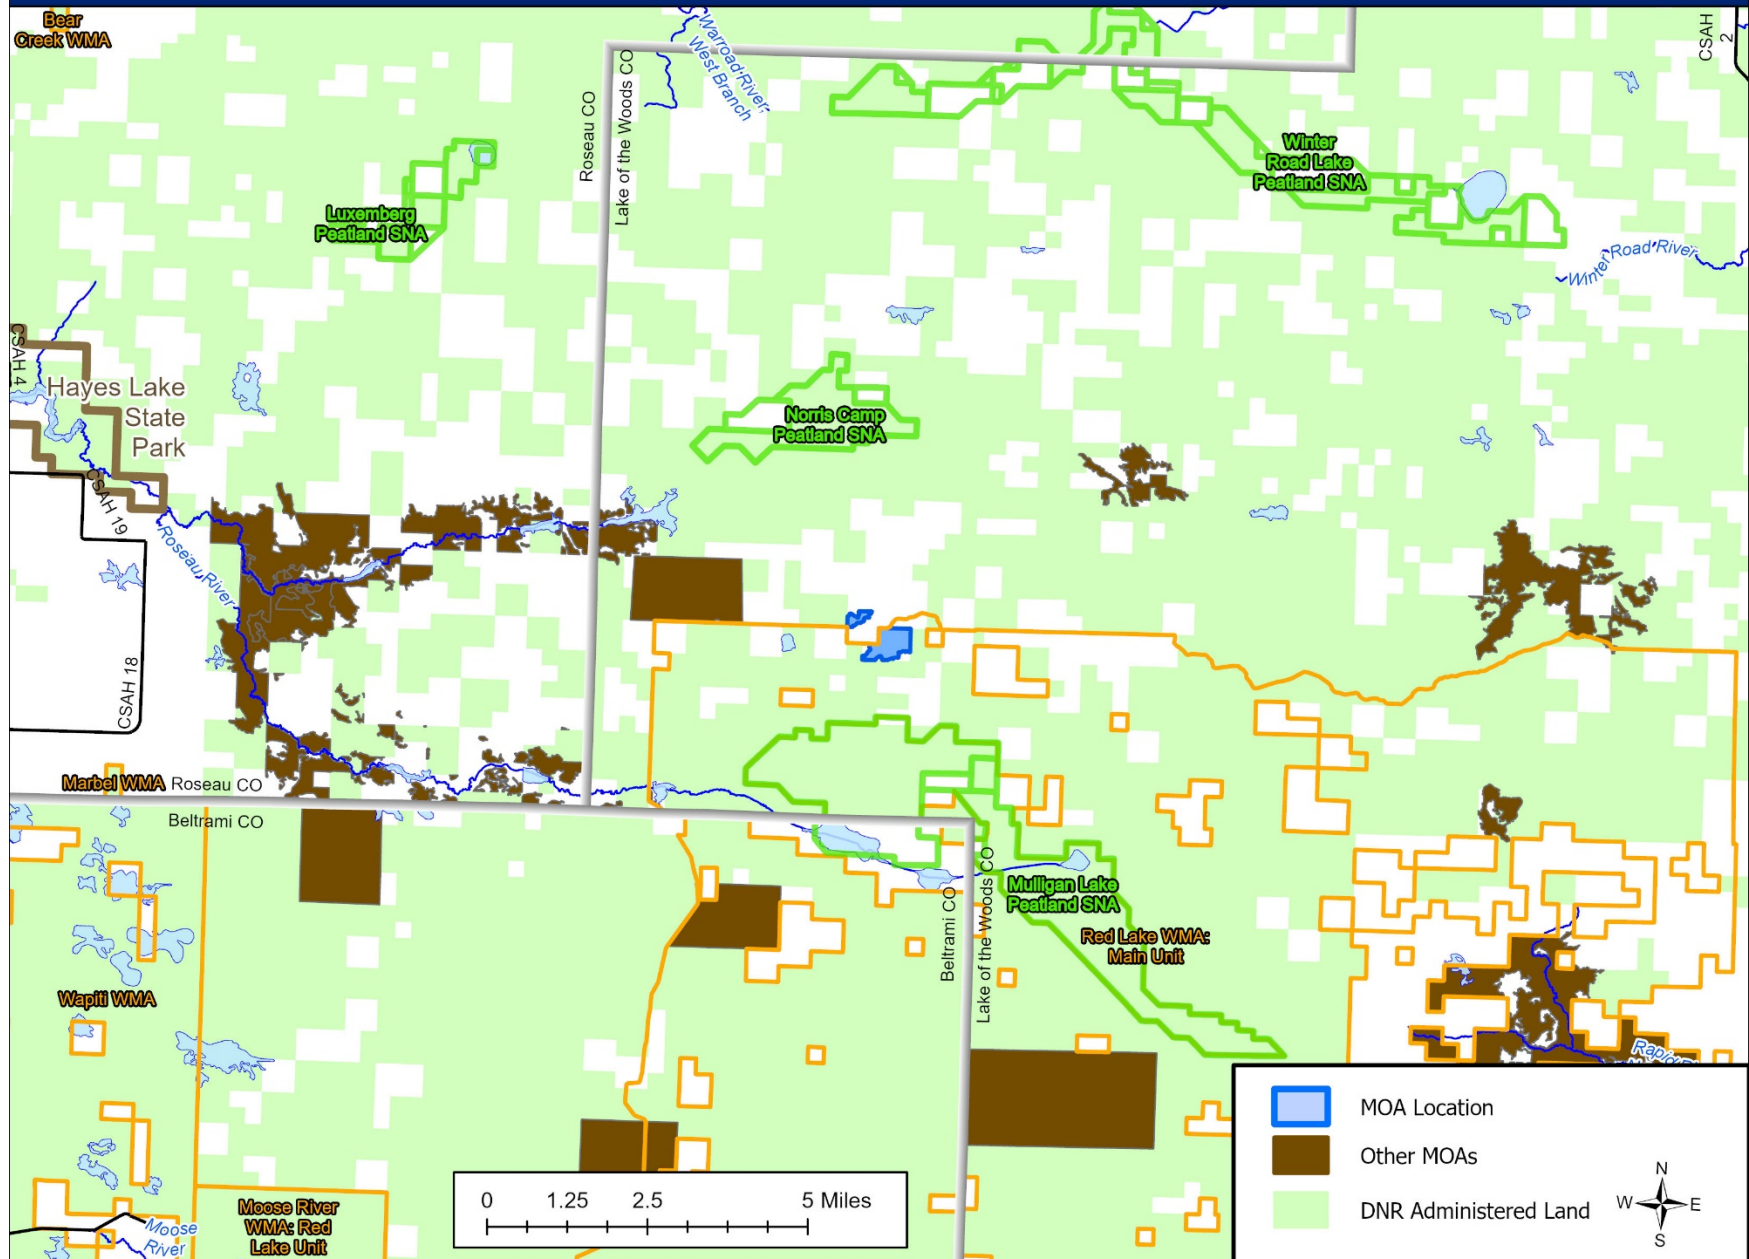 Bear
Creek WMA
Warroad River
West Branch
CSAH
2
Roseau CO
Lake of the Woods CO
Winter
Road Lake
Peatland SNA
Luxemberg
Peatland SNA
Winter Road River
CSAH 4
Hayes Lake
State
Park
Norris Camp
Peatland SNA
CSAH 19
Roseau River
CSAH 18
Marbel WMA
Roseau CO
Beltrami CO
Beltrami CO
Lake of the Woods CO
Mulligan Lake
Peatland SNA
Red Lake WMA:
Main Unit
Wapiti WMA
Moose River
WMA: Red
Lake Unit
Moose
River
0 1.25 2.5 5 Miles
MOA Location
Other MOAs
DNR Administered Land
N
W E
S